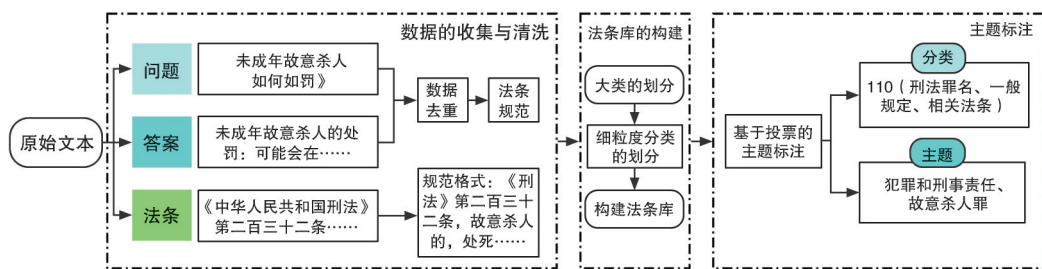 数据的收集与清洗
原始文本
问题
未成年故意杀人
如何如罚》
答案
未成年故意杀人的处
罚：可能会在……
法条
《中华人民共和国刑法》
第二百三十二条……
数据
去重
法条
规范
规范格式：《刑
法》第二百三十
二条，故意杀人
的，处死……
法条库的构建
大类的划分
细粒度分类
的划分
构建法条库
主题标注
基于投票的
主题标注
分类
110（刑法罪名、一般
规定、相关法条）
主题
犯罪和刑事责任、
故意杀人罪